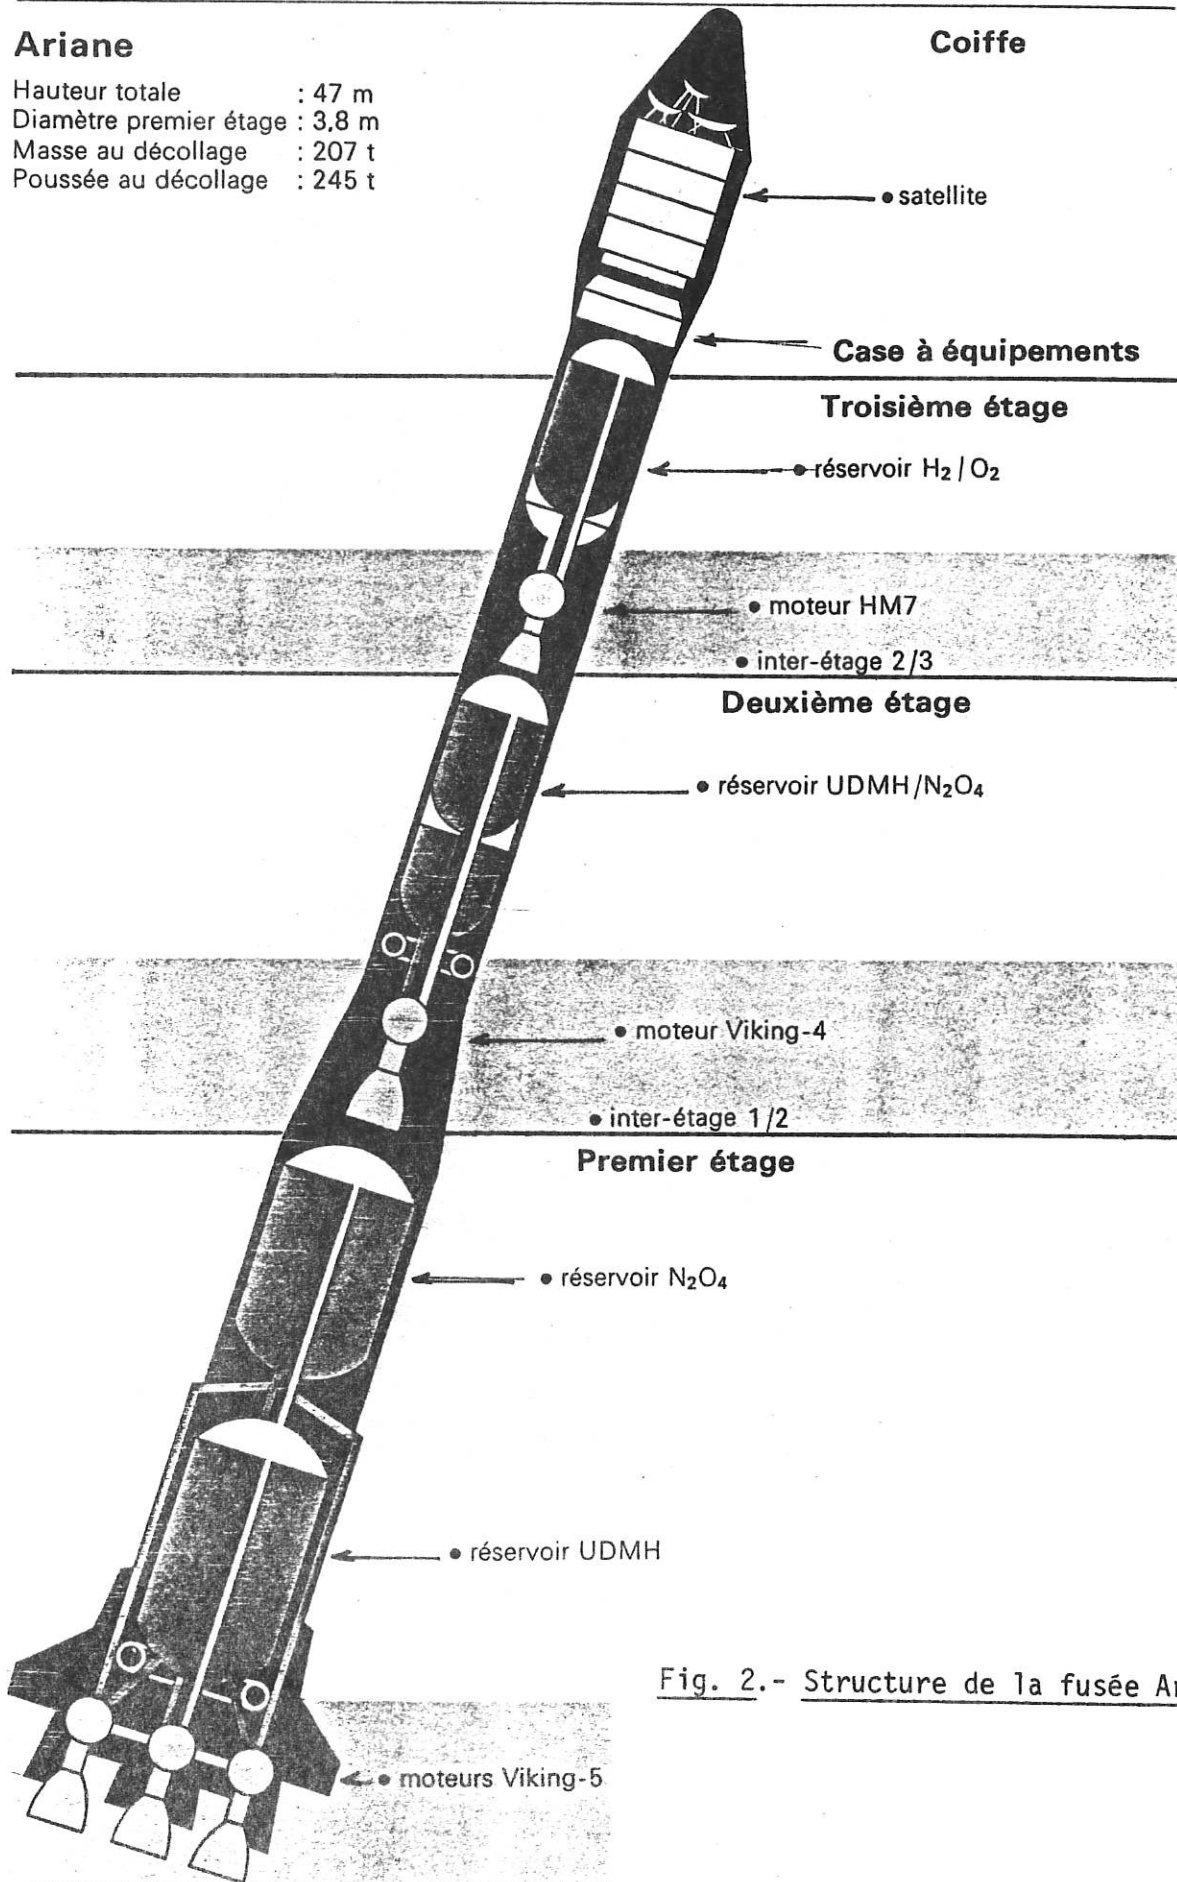 Ariane
Coiffe
Hauteur totale : 47 m
Diamètre premier étage : 3,8 m
Masse au décollage : 207 t
Poussée au décollage : 245 t
• satellite
Case à équipements
Troisième étage
• réservoir H₂/O₂
• moteur HM7
• inter-étage 2/3
Deuxième étage
• réservoir UDMH/N₂O₄
• moteur Viking-4
• inter-étage 1/2
Premier étage
• réservoir N₂O₄
• réservoir UDMH
Fig. 2.- Structure de la fusée
• moteurs Viking-5